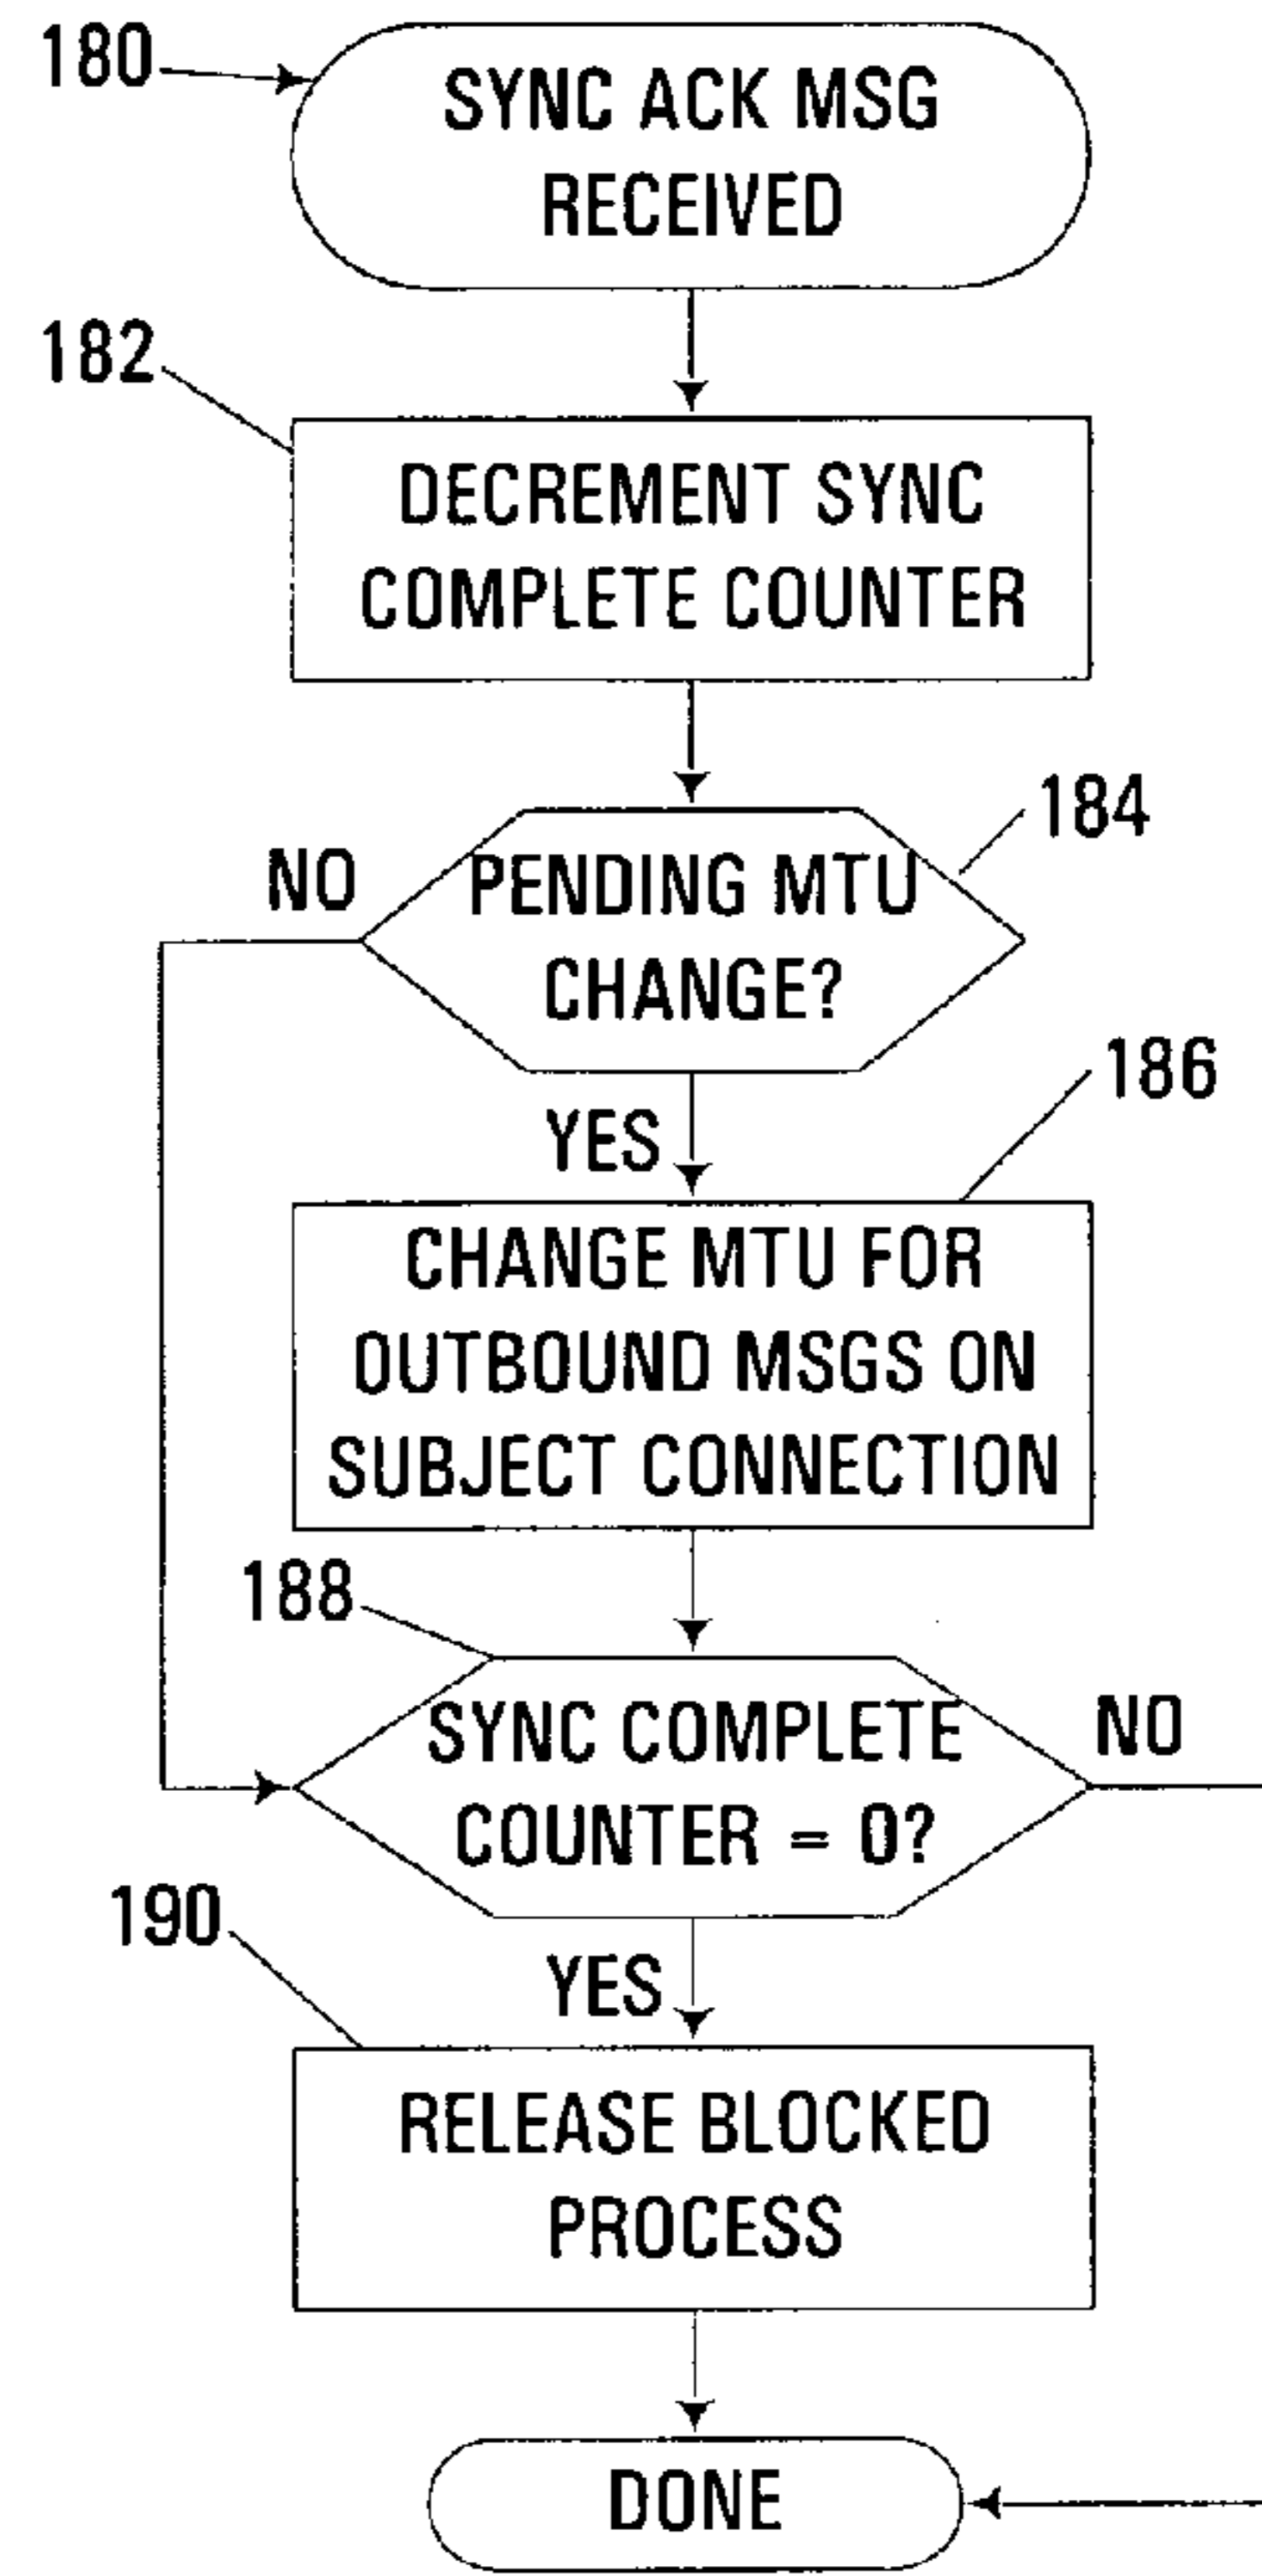 180
SYNC ACK MSG
RECEIVED
182
DECREMENT SYNC
COMPLETE COUNTER
184
NO
PENDING MTU
CHANGE?
186
YES
CHANGE MTU FOR
OUTBOUND MSGS ON
SUBJECT CONNECTION
188
SYNC COMPLETE
COUNTER = 0?
NO
190
YES
RELEASE BLOCKED
PROCESS
DONE